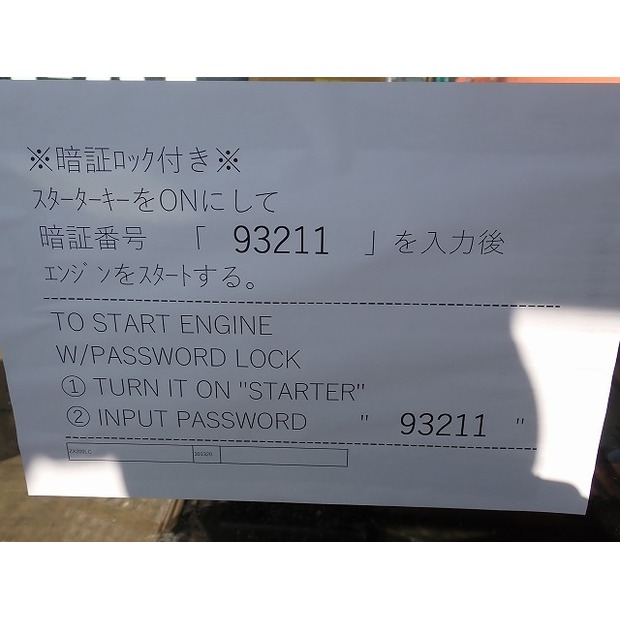 ※暗証ﾛｯｸ付き※
ｽﾀｰﾀｰｷｰをONにして
暗証番号 「 93211 」を入力後
ｴﾝｼﾞﾝをｽﾀｰﾄする。
TO START ENGINE
W/PASSWORD LOCK
① TURN IT ON "STARTER"
② INPUT PASSWORD " 93211 "